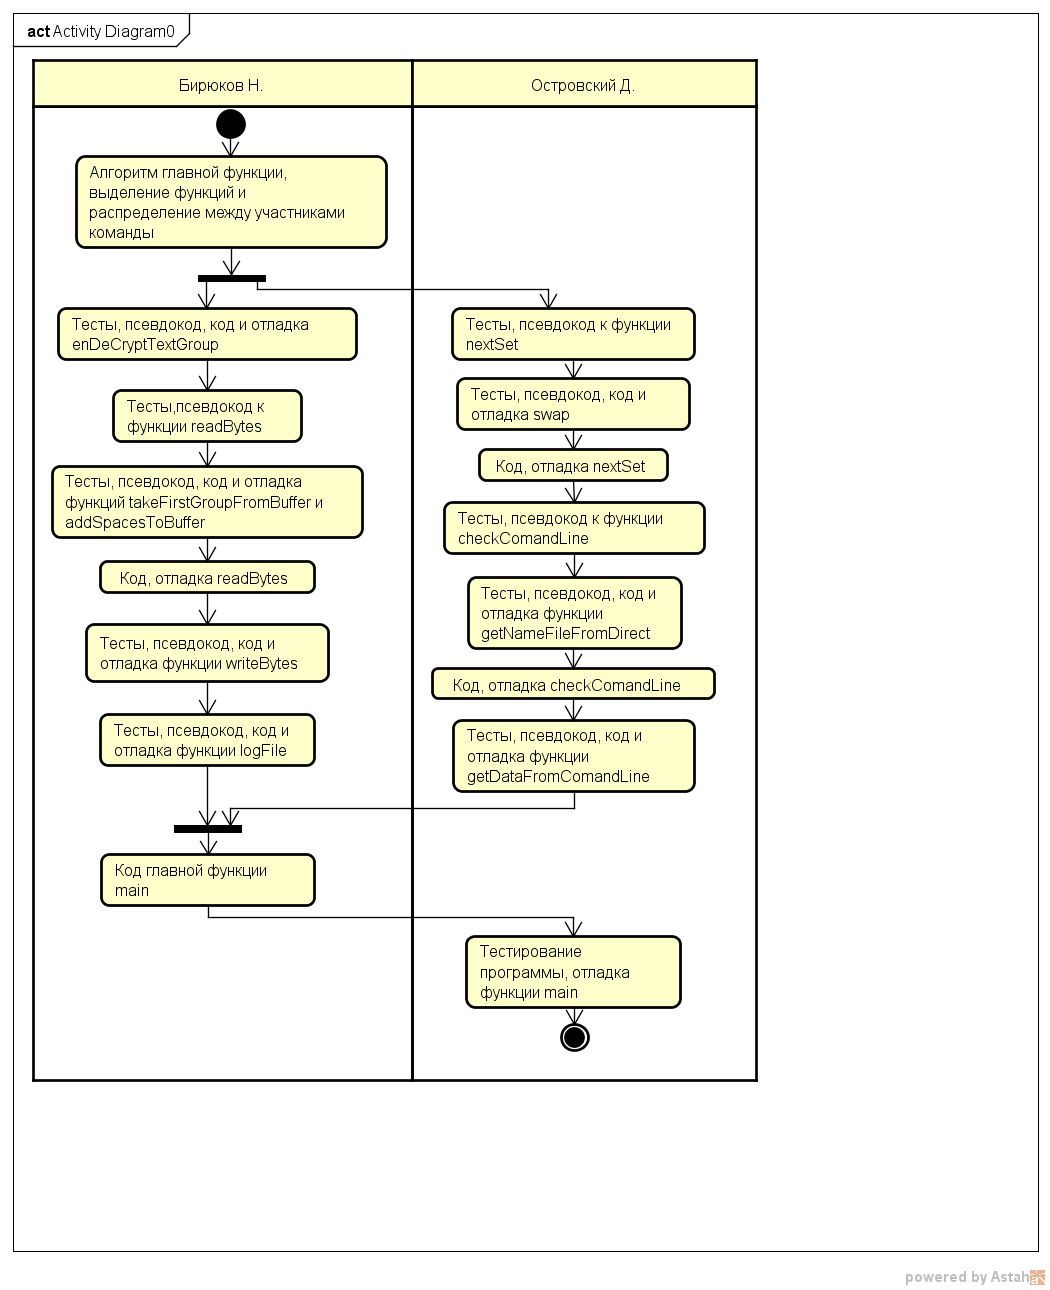 act Activity Diagram0
Бирюков Н.
Островский Д.
Алгоритм главной функции,
выделение функций и
распределение между участниками
команды
Тесты, псевдокод, код и отладка
enDeCryptTextGroup
Тесты,псевдокод к
функции readBytes
Тесты, псевдокод, код и отладка
функций takeFirstGroupFromBuffer и
addSpacesToBuffer
Код, отладка readBytes
Тесты, псевдокод, код и
отладка функции writeBytes
Тесты, псевдокод, код и
отладка функции logFile
Тесты, псевдокод к функции
nextSet
Тесты, псевдокод, код и
отладка swap
Код, отладка nextSet
Тесты, псевдокод к функции
checkComandLine
Тесты, псевдокод, код и
отладка функции
getNameFileFromDirect
Код, отладка checkComandLine
Тесты, псевдокод, код и
отладка функции
getDataFromComandLine
Код главной функции
main
Тестирование
программы, отладка
функции main
powered by Astah